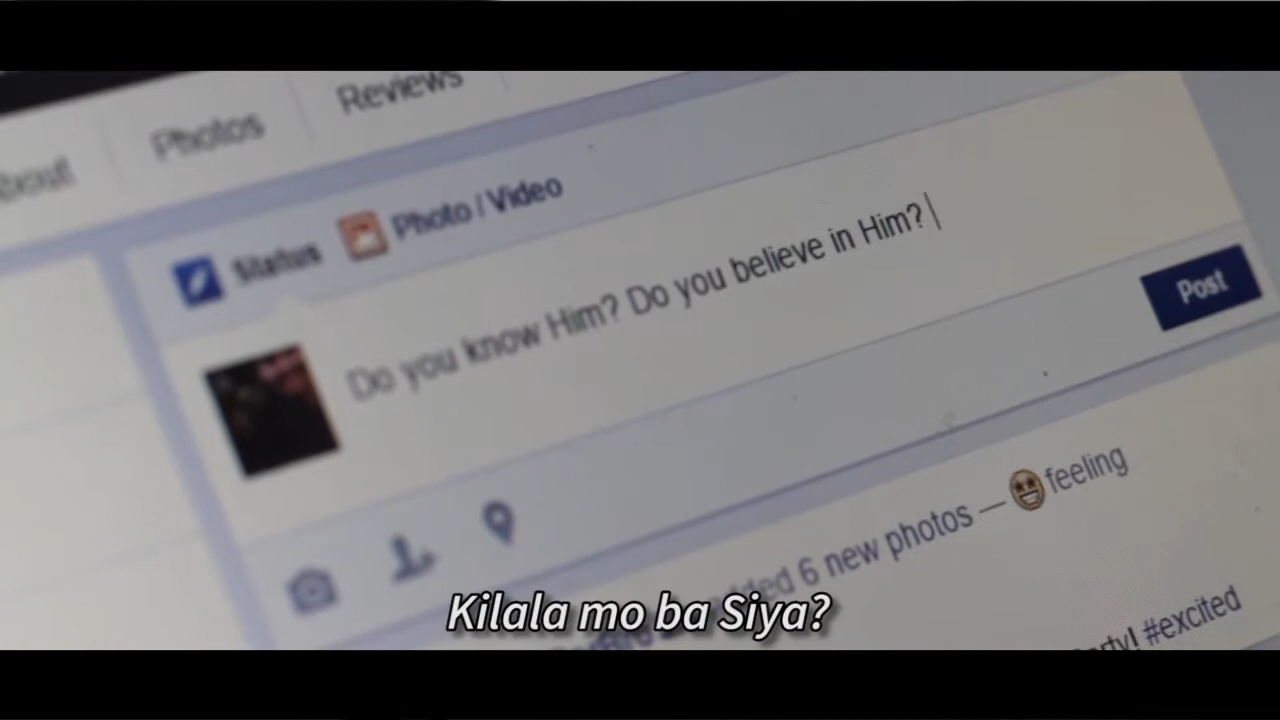 Reviews
Photos
About
Photo / Video
Status
Do you know Him? Do you believe in Him?
Post
6 new photos — feeling
#excited
Kilala mo ba Siya?